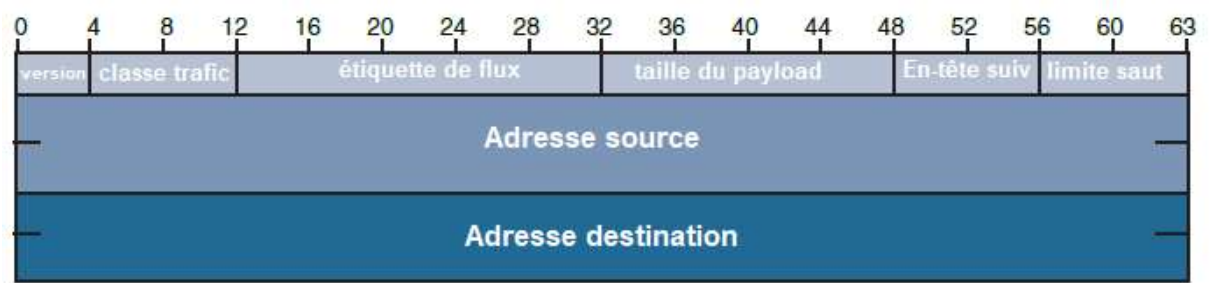 0 4 8 12 16 20 24 28 32 36 40 44 48 52 56 60 63
version classe trafic étiquette de flux taille du payload En-tête suiv limite saut
Adresse source
Adresse destination